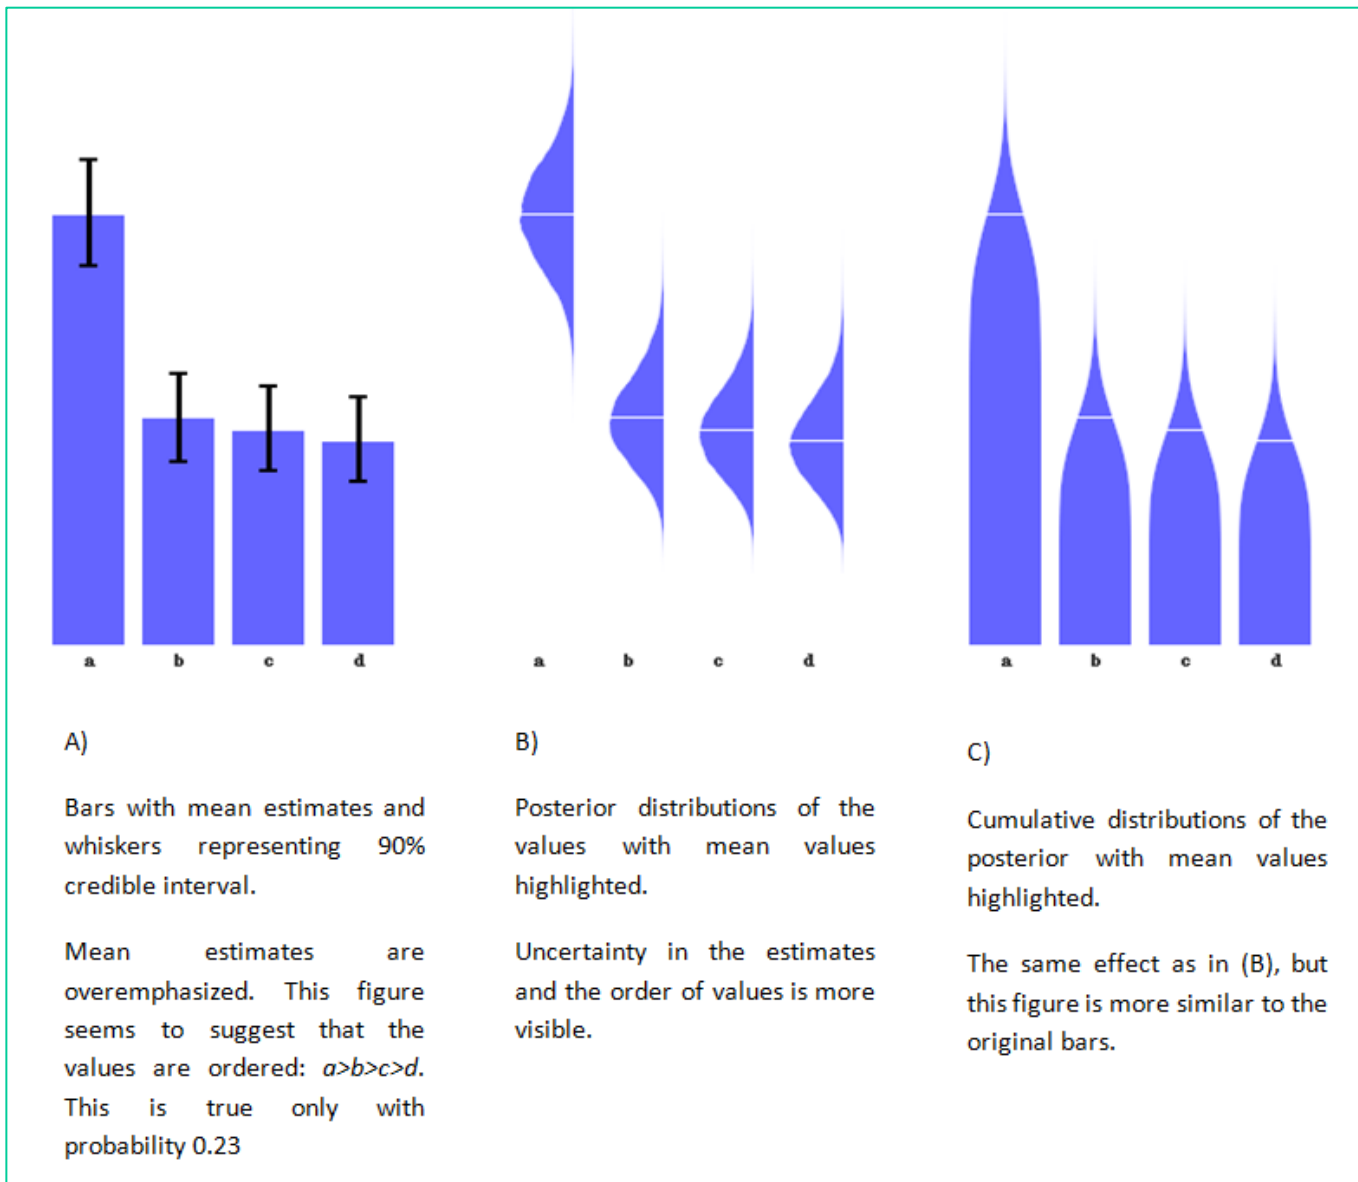 a b c d
a b c d
a b c d
A)
Bars with mean estimates and
whiskers representing 90%
credible interval.
Mean estimates are
overemphasized. This figure
seems to suggest that the
values are ordered: a>b>c>d.
This is true only with
probability 0.23
B)
Posterior distributions of the
values with mean values
highlighted.
Uncertainty in the estimates
and the order of values is more
visible.
C)
Cumulative distributions of the
posterior with mean values
highlighted.
The same effect as in (B), but
this figure is more similar to the
original bars.